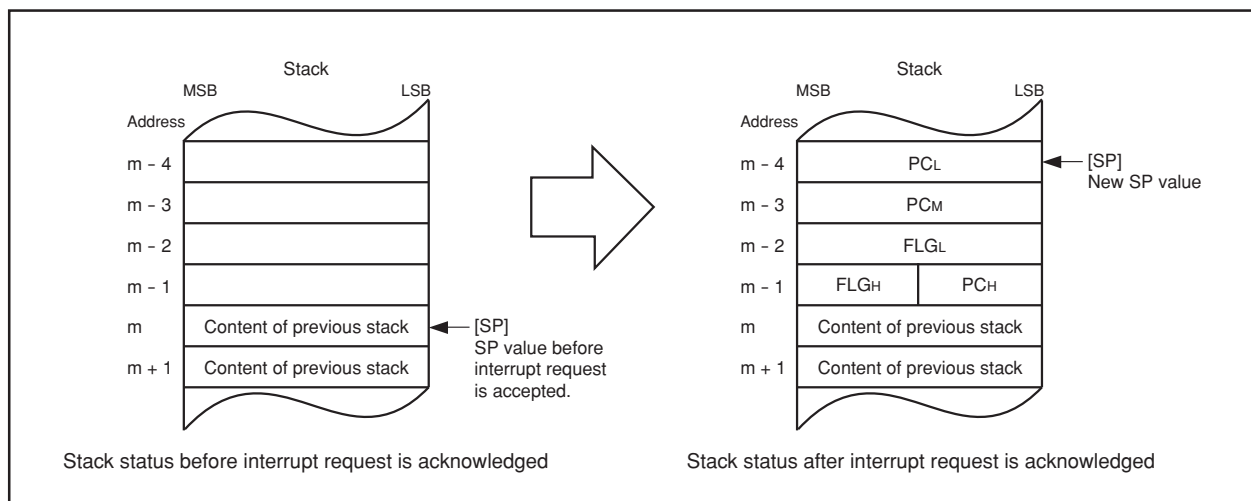 Stack
MSB LSB
Address
m - 4
m - 3
m - 2
m - 1
m Content of previous stack
m + 1 Content of previous stack
[SP]
SP value before
interrupt request
is accepted.
Stack status before interrupt request is acknowledged
Stack
MSB LSB
Address
m - 4 PCL
m - 3 PCM
m - 2 FLGL
m - 1 FLGH PCH
m Content of previous stack
m + 1 Content of previous stack
[SP]
New SP value
Stack status after interrupt request is acknowledged